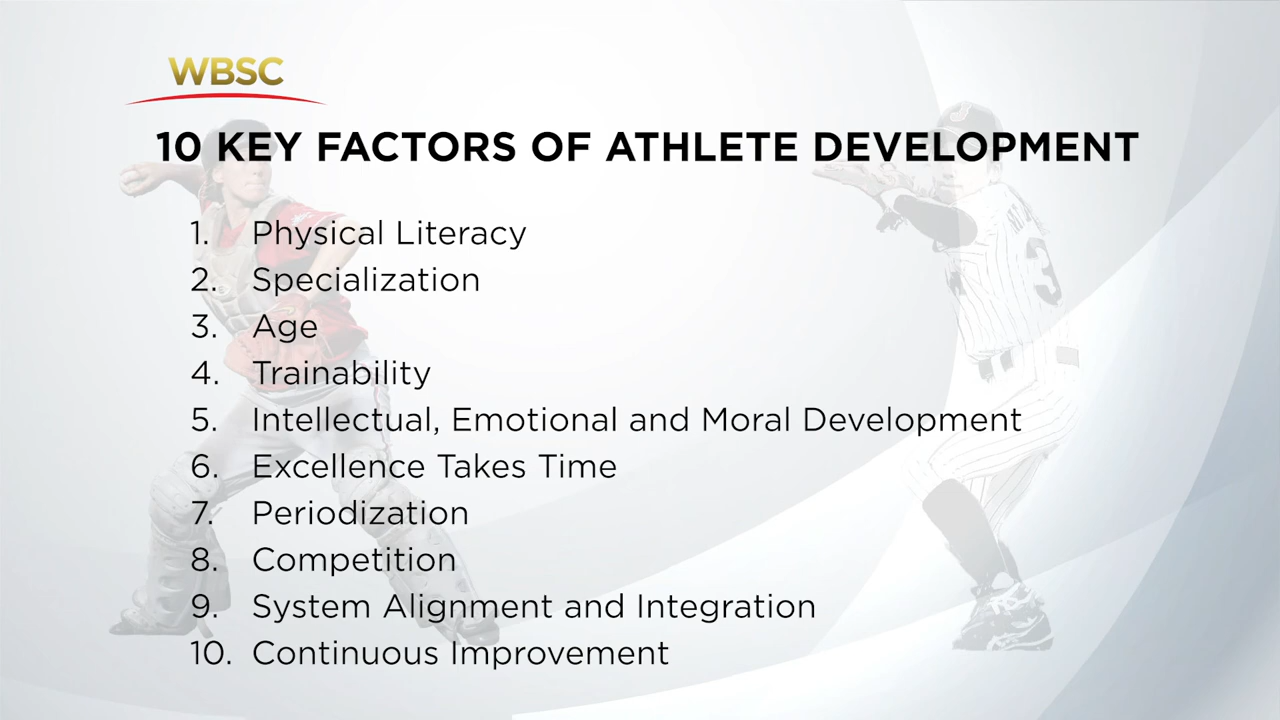 WBSC
10 KEY FACTORS OF ATHLETE DEVELOPMENT
1. Physical Literacy
2. Specialization
3. Age
4. Trainability
5. Intellectual, Emotional and Moral Development
6. Excellence Takes Time
7. Periodization
8. Competition
9. System Alignment and Integration
10. Continuous Improvement
3